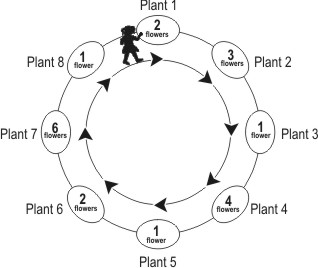 Plant 1
2
flowers
Plant 2
3
flowers
Plant 3
1
flower
Plant 4
4
flowers
Plant 5
1
flower
Plant 6
2
flowers
Plant 7
6
flowers
Plant 8
1
flower